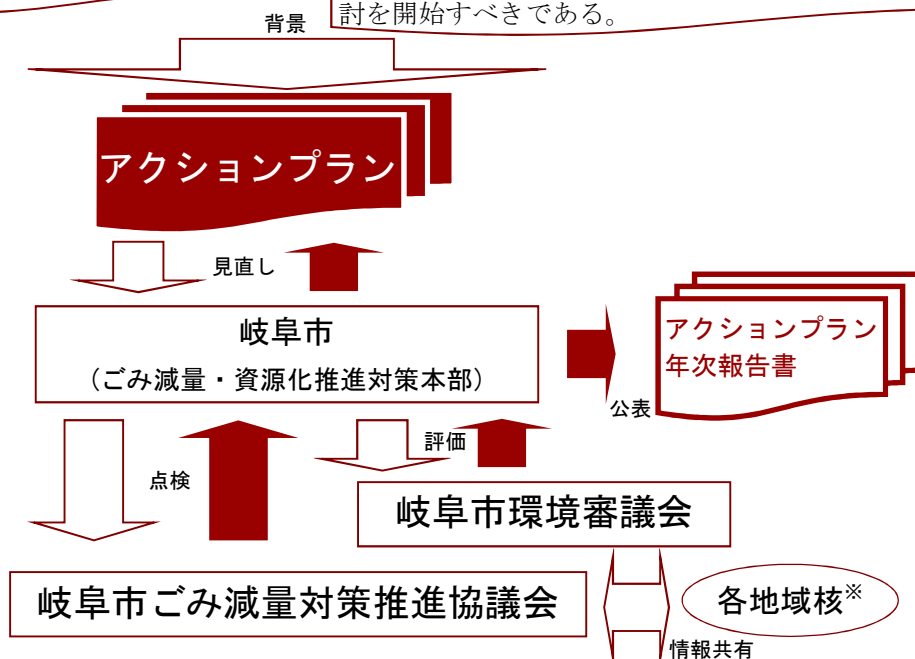 討を開始すべきである。
背景
アクションプラン
見直し
岐阜市
（ごみ減量・資源化推進対策本部）
アクションプラン
年次報告書
公表
評価
点検
岐阜市環境審議会
岐阜市ごみ減量対策推進協議会
各地域核※
情報共有